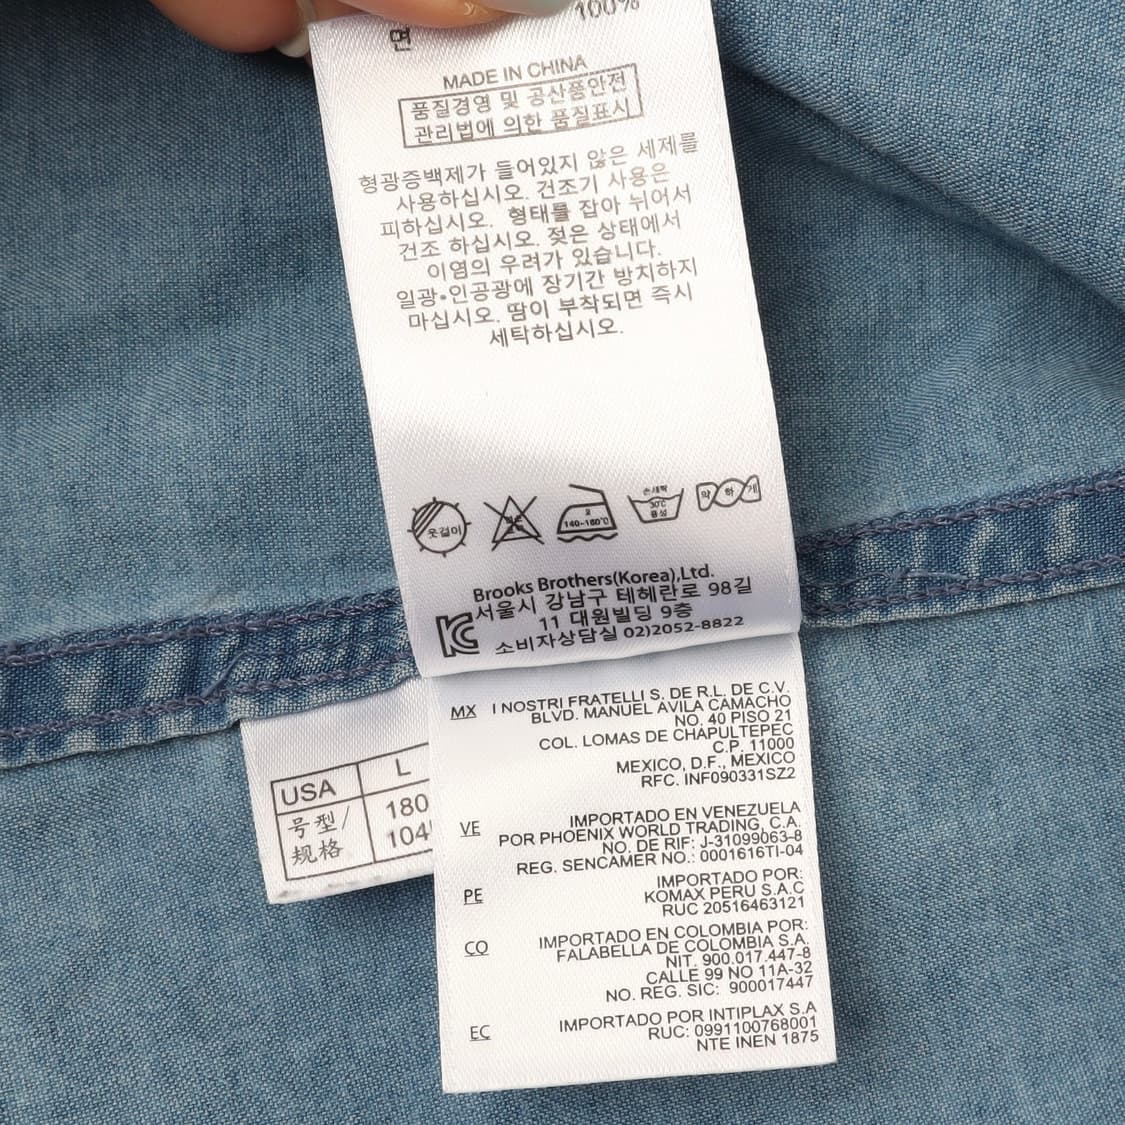 면 100%
MADE IN CHINA
품질경영 및 공산품안전
관리법에 의한 품질표시
형광증백제가 들어있지 않은 세제를
사용하십시오. 건조기 사용은
피하십시오. 형태를 잡아 뉘어서
건조 하십시오. 젖은 상태에서
이염의 우려가 있습니다.
일광•인공광에 장기간 방치하지
마십시오. 땀이 부착되면 즉시
세탁하십시오.
옷걸이
140~160℃
손세탁
30℃
중성
약하게
Brooks Brothers(Korea),Ltd.
서울시 강남구 테헤란로 98길
11 대원빌딩 9층
소비자상담실 02)2052-8822
MX I NOSTRI FRATELLI S. DE R.L. DE C.V.
BLVD. MANUEL AVILA CAMACHO
NO. 40 PISO 21
COL. LOMAS DE CHAPULTEPEC
C.P. 11000
MEXICO, D.F., MEXICO
RFC. INF090331SZ2
VE IMPORTADO EN VENEZUELA
POR PHOENIX WORLD TRADING, C.A.
NO. DE RIF: J-31099063-8
REG. SENCAMER NO.: 0001616TI-04
PE IMPORTADO POR:
KOMAX PERU S.A.C
RUC 20516463121
CO IMPORTADO EN COLOMBIA POR:
FALABELLA DE COLOMBIA S.A.
NIT. 900.017.447-8
CALLE 99 NO 11A-32
NO. REG. SIC: 900017447
EC IMPORTADO POR INTIPLAX S.A
RUC: 0991100768001
NTE INEN 1875
USA L
号型/ 180
规格 104